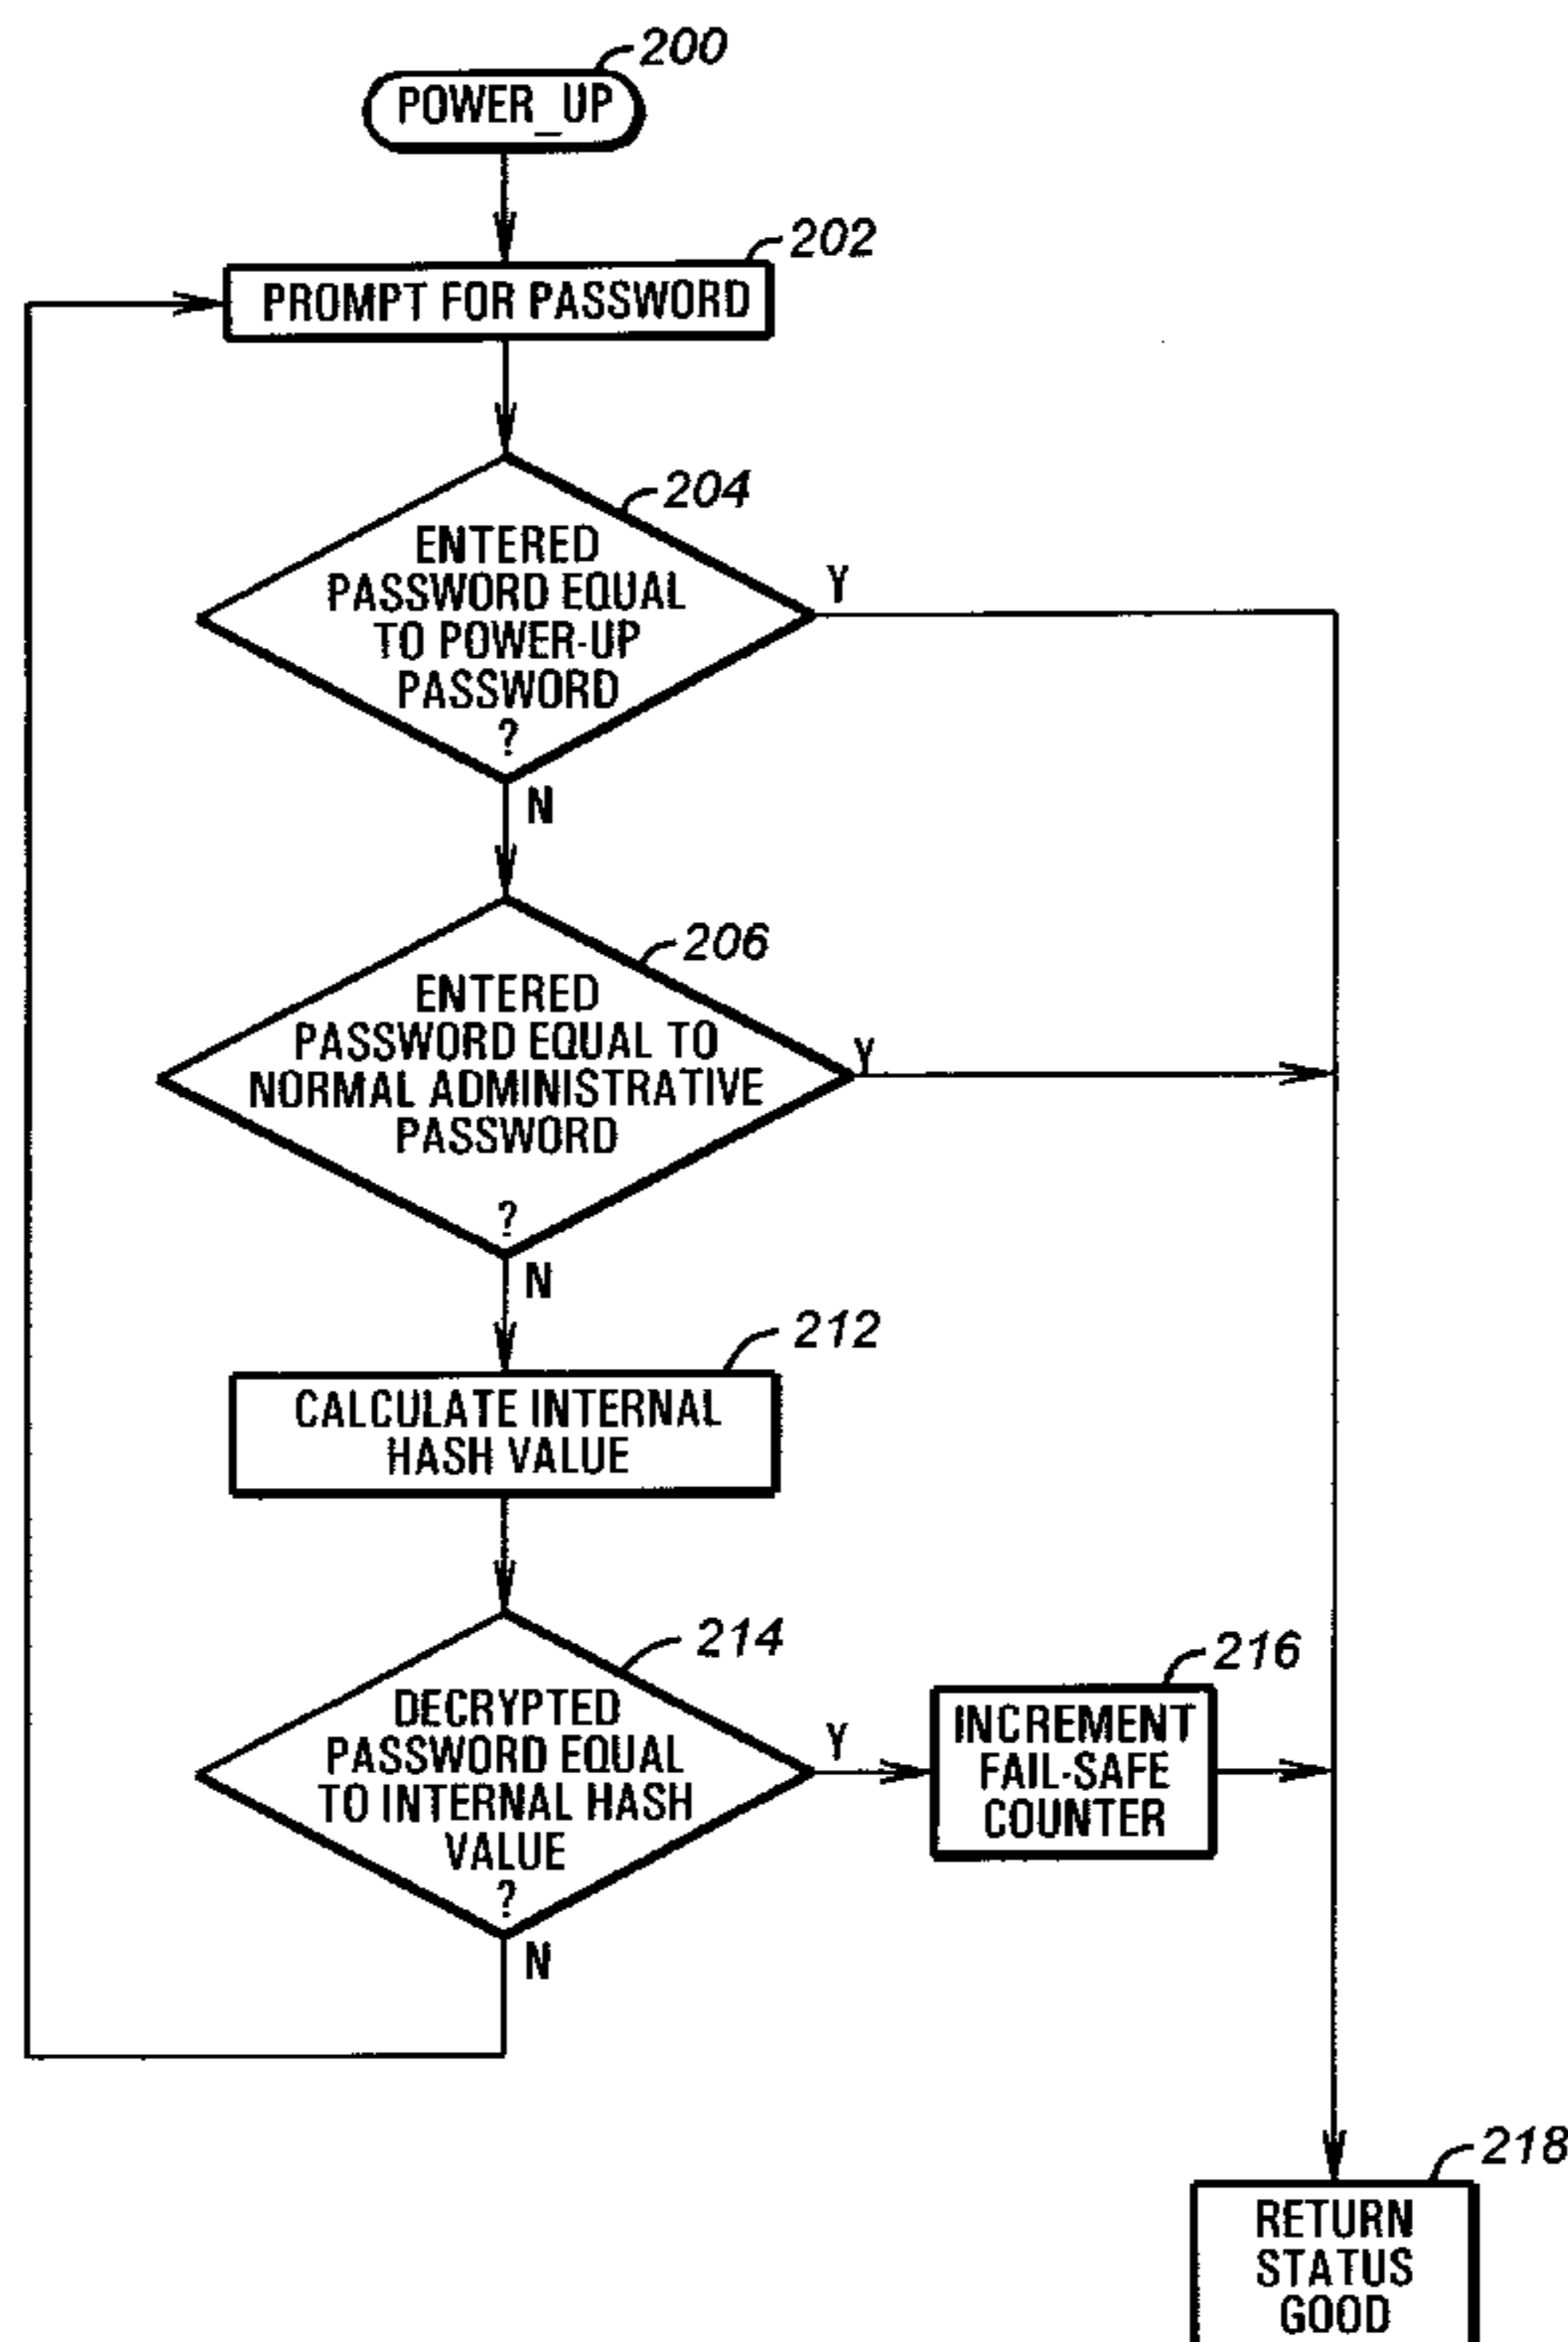 200
POWER_UP
202
PROMPT FOR PASSWORD
204
ENTERED
PASSWORD EQUAL
TO POWER-UP
PASSWORD
?
Y
N
206
ENTERED
PASSWORD EQUAL TO
NORMAL ADMINISTRATIVE
PASSWORD
?
Y
N
212
CALCULATE INTERNAL
HASH VALUE
214
DECRYPTED
PASSWORD EQUAL
TO INTERNAL HASH
VALUE
?
Y
N
216
INCREMENT
FAIL-SAFE
COUNTER
218
RETURN
STATUS
GOOD